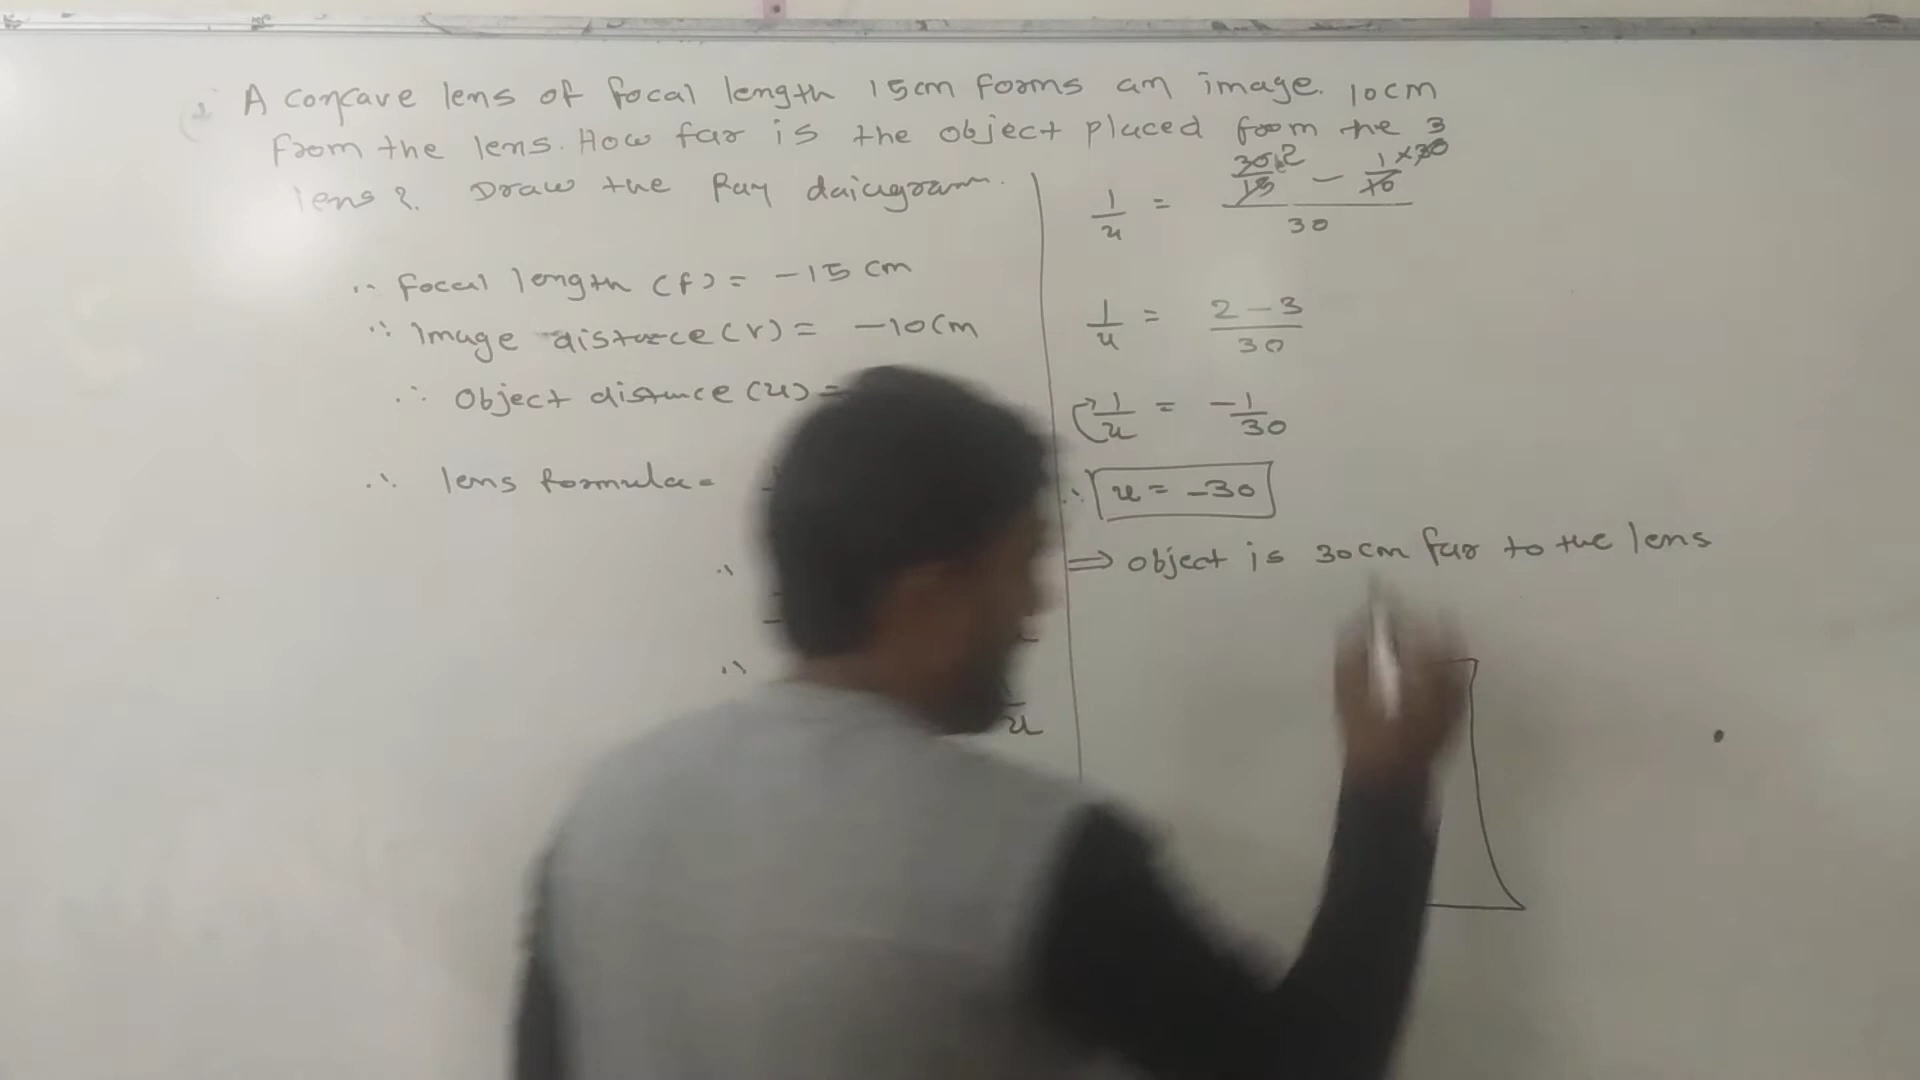 A concave lens of focal length 15cm forms an image. 10cm
from the lens. How far is the object placed from the
lens?. Draw the Ray daiagram.
∴ focal length (f) = -15 cm
∴ Image distance (v) = -10cm
∴ Object distance (u) =
∴ lens formula =
∴
∴
u
1/u = (30/15 2 - 1/10 × 30 3) / 30
1/u = (2 - 3) / 30
1/u = -1/30
∴ u = -30
⇒ object is 30cm far to the lens